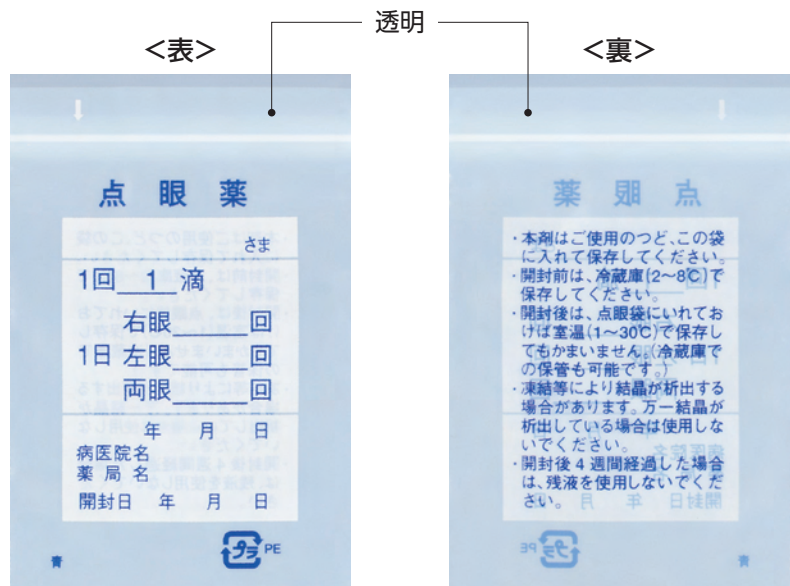 透明
<表>
点眼薬
さま
1回 1 滴
右眼 回
1日 左眼 回
両眼 回
年 月 日
病医院名
薬局名
開封日 年 月 日
プラ PE
青
<裏>
・本剤はご使用のつど、この袋
に入れて保存してください。
・開封前は、冷蔵庫(2〜8℃)で
保存してください。
・開封後は、点眼袋にいれてお
けば室温(1〜30℃)で保存し
てもかまいません。(冷蔵庫で
の保管も可能です。)
・凍結等により結晶が析出する
場合があります。万一結晶が
析出している場合は使用しな
いでください。
・開封後4週間経過した場合
は、残液を使用しないでくだ
さい。